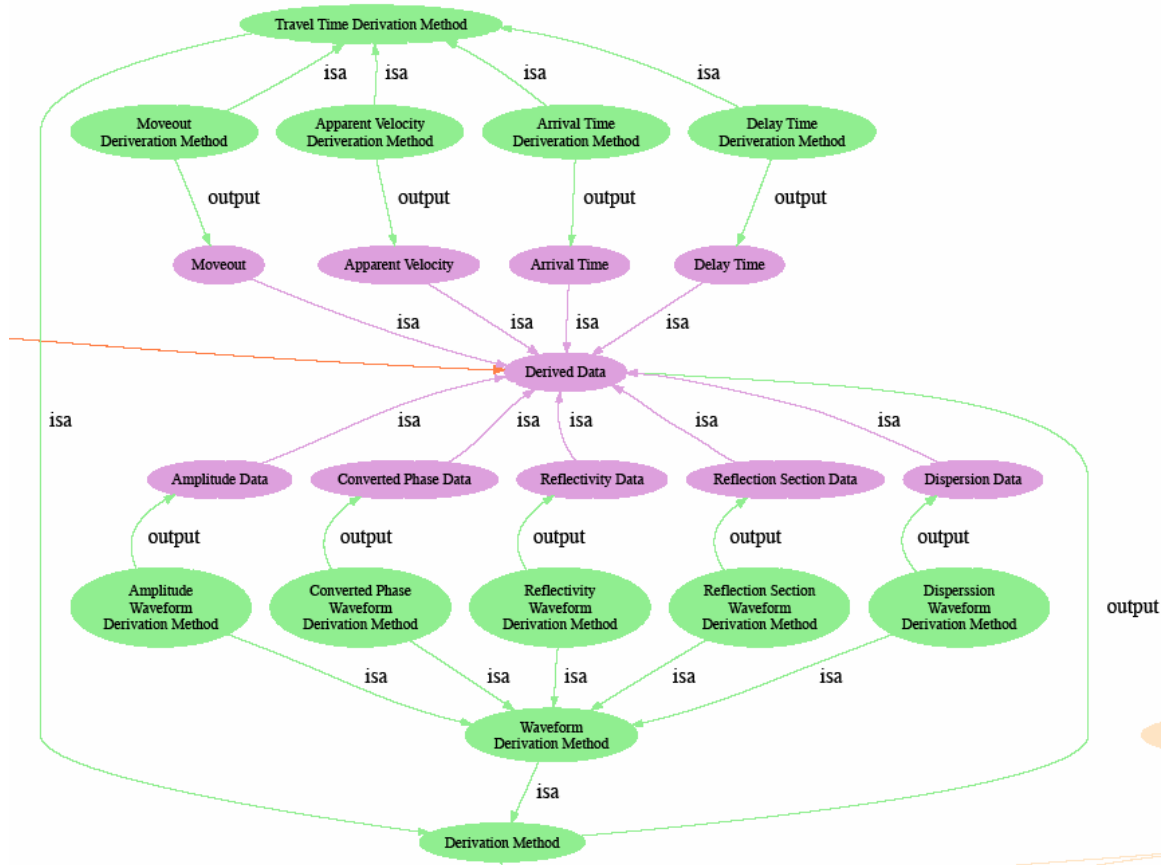 Travel Time Derivation Method
isa
isa
isa
isa
Moveout
Deriveration Method
Apparent Velocity
Deriveration Method
Arrival Time
Deriveration Method
Delay Time
Deriveration Method
output
output
output
output
Moveout
Apparent Velocity
Arrival Time
Delay Time
isa
isa
isa
isa
Derived Data
isa
isa
isa
isa
isa
isa
Amplitude Data
Converted Phase Data
Reflectivity Data
Reflection Section Data
Dispersion Data
output
output
output
output
output
Amplitude
Waveform
Derivation Method
Converted Phase
Waveform
Derivation Method
Reflectivity
Waveform
Derivation Method
Reflection Section
Waveform
Derivation Method
Disperssion
Waveform
Derivation Method
output
isa
isa
isa
isa
isa
Waveform
Derivation Method
isa
Derivation Method